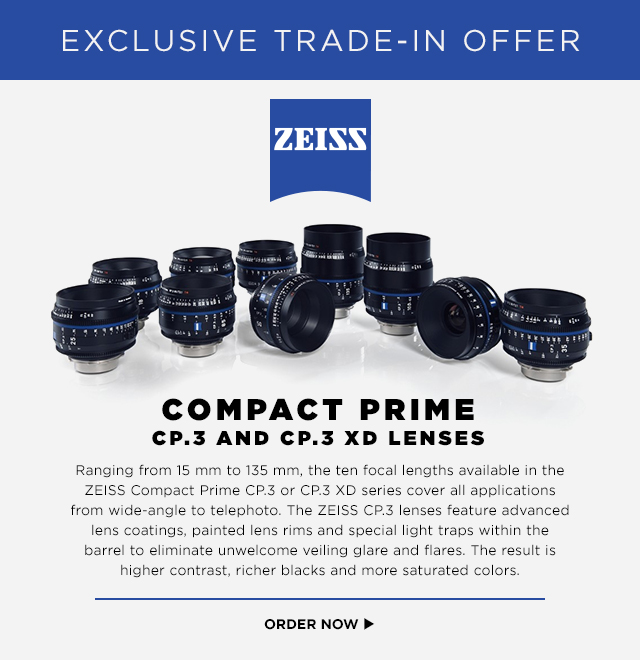 EXCLUSIVE TRADE-IN OFFER
ZEISS
25
35
COMPACT PRIME
CP.3 AND CP.3 XD LENSES
Ranging from 15 mm to 135 mm, the ten focal lengths available in the
ZEISS Compact Prime CP.3 or CP.3 XD series cover all applications
from wide-angle to telephoto. The ZEISS CP.3 lenses feature advanced
lens coatings, painted lens rims and special light traps within the
barrel to eliminate unwelcome veiling glare and flares. The result is
higher contrast, richer blacks and more saturated colors.
ORDER NOW ▶